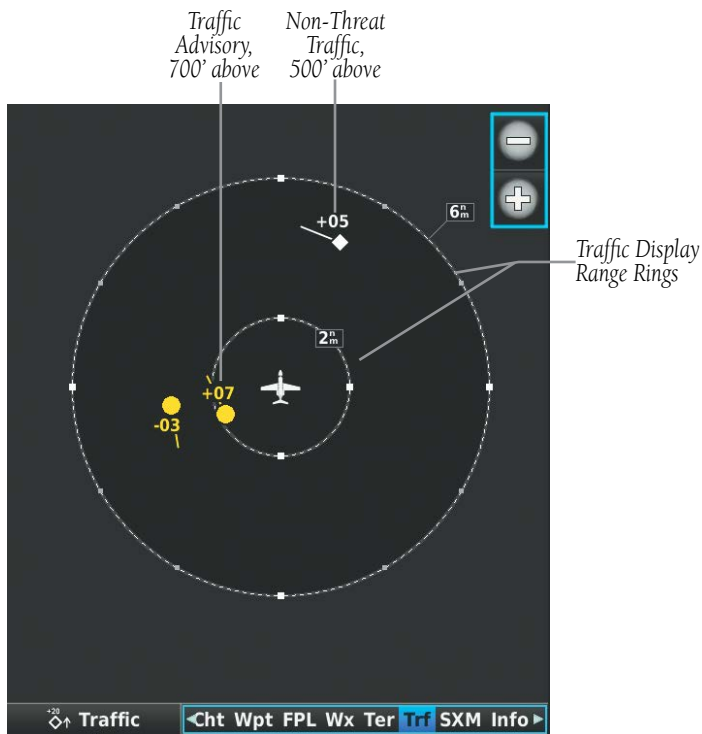 Traffic
Advisory,
700' above
Non-Threat
Traffic,
500' above
+05
6nm
Traffic Display
Range Rings
2nm
+07
-03
+20
Traffic
Cht Wpt FPL Wx Ter Trf SXM Info